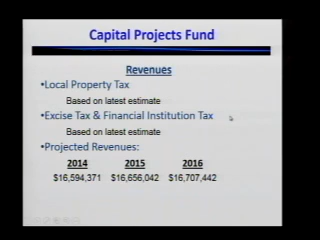 Capital Projects Fund
Revenues
•Local Property Tax
Based on latest estimate
•Excise Tax & Financial Institution Tax
Based on latest estimate
•Projected Revenues:
2014 2015 2016
$16,594,371 $16,656,042 $16,707,442